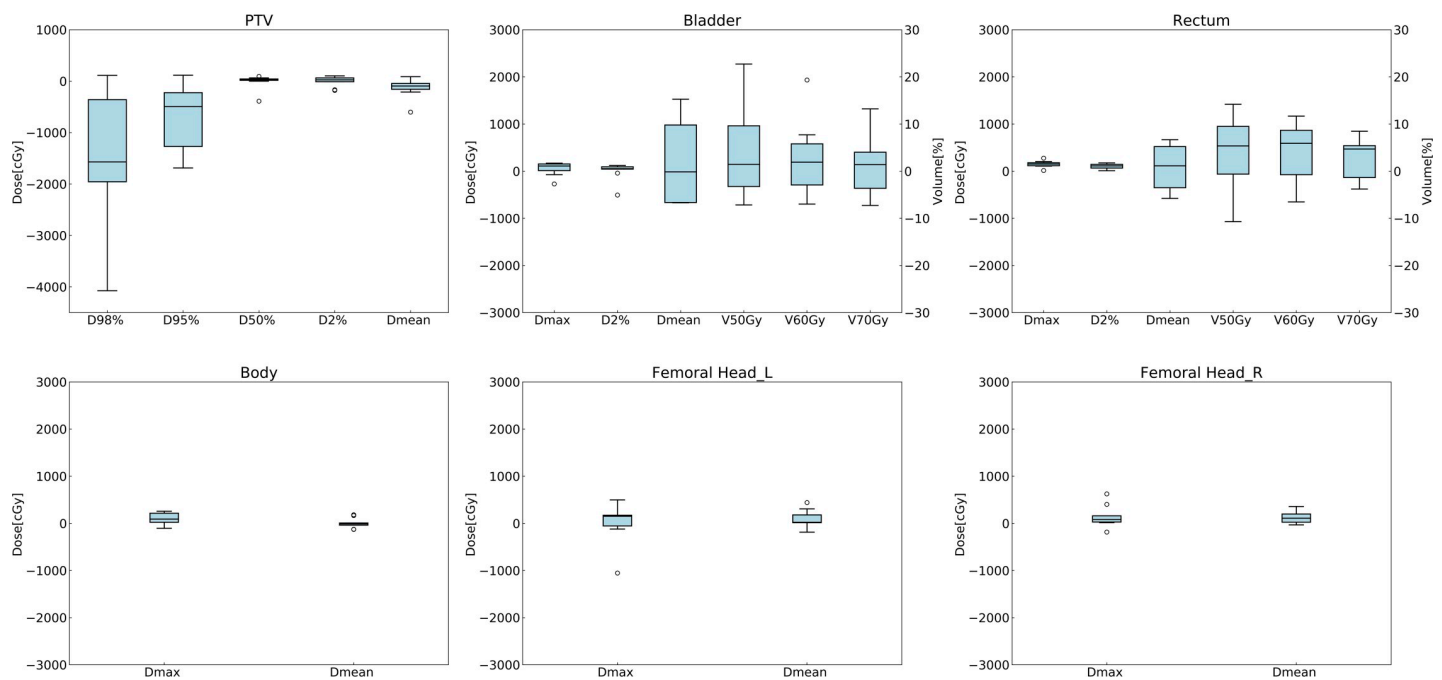 PTV
1000
0
−1000
−2000
−3000
−4000
Dose[cGy]
D98% D95% D50% D2% Dmean
Bladder
3000
2000
1000
0
−1000
−2000
−3000
Dose[cGy]
30
20
10
0
−10
−20
−30
Volume[%]
Dmax D2% Dmean V50Gy V60Gy V70Gy
Rectum
3000
2000
1000
0
−1000
−2000
−3000
Dose[cGy]
30
20
10
0
−10
−20
−30
Volume[%]
Dmax D2% Dmean V50Gy V60Gy V70Gy
Body
3000
2000
1000
0
−1000
−2000
−3000
Dose[cGy]
Dmax Dmean
Femoral Head_L
3000
2000
1000
0
−1000
−2000
−3000
Dose[cGy]
Dmax Dmean
Femoral Head_R
3000
2000
1000
0
−1000
−2000
−3000
Dose[cGy]
Dmax Dmean